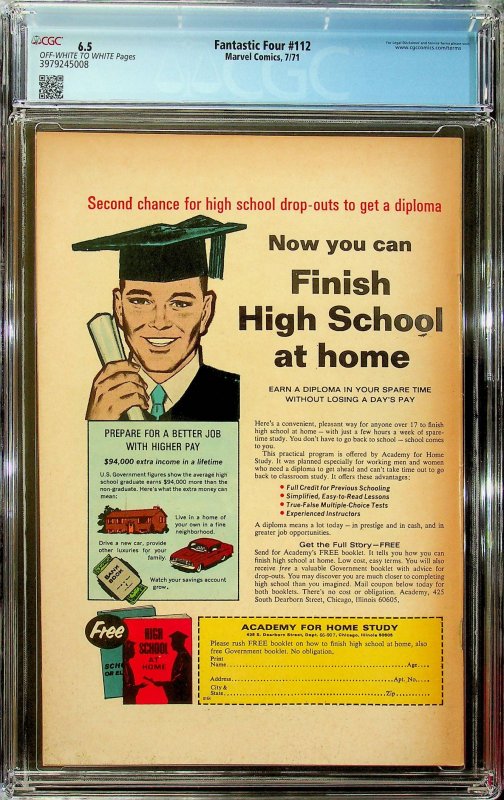 CGC 6.5
OFF-WHITE TO WHITE Pages
3979245008
Fantastic Four #112
Marvel Comics, 7/71
www.cgccomics.com/terms
CGC
Second chance for high school drop-outs to get a diploma
Now you can
Finish
High School
at home
EARN A DIPLOMA IN YOUR SPARE TIME
WITHOUT LOSING A DAY'S PAY
Here's a convenient, pleasant way for anyone over 17 to finish
high school at home — with just a few hours a week of spare-
time study. You don't have to go back to school — school comes
to you.
This practical program is offered by Academy for Home
Study. It was planned especially for working men and women
who need a diploma to get ahead and can't take time out to go
back to classroom study. It offers these advantages:
• Full Credit for Previous Schooling
• Simplified, Easy-to-Read Lessons
• True-False Multiple-Choice Tests
• Experienced Instructors
A diploma means a lot today — in prestige and in cash, and in
greater job opportunities.
Get the Full Story—FREE
Send for Academy's FREE booklet. It tells you how you can
finish high school at home. Low cost, easy terms. You will also
receive free a valuable Government booklet with advice for
drop-outs. You may discover you are much closer to completing
high school than you imagined. Mail coupon below today for
both booklets. There's no cost or obligation. Academy, 425
South Dearborn Street, Chicago, Illinois 60605.
PREPARE FOR A BETTER JOB
WITH HIGHER PAY
$94,000 extra income in a lifetime
U.S. Government figures show the average high
school graduate earns $94,000 more than the
non-graduate. Here's what the extra money can
mean:
Live in a home of
your own in a fine
neighborhood.
Drive a new car, provide
other luxuries for your
family.
BANK
BOOK
Watch your savings account
grow.
Free
HIGH
SCHOOL
AT
HOME
ACADEMY FOR HOME STUDY
Chicago, Illinois 60605
Please rush FREE booklet on how to finish high school at home, also
free Government booklet. No obligation.
Print
Name Age
Address Apt. No.
City &
State Zip